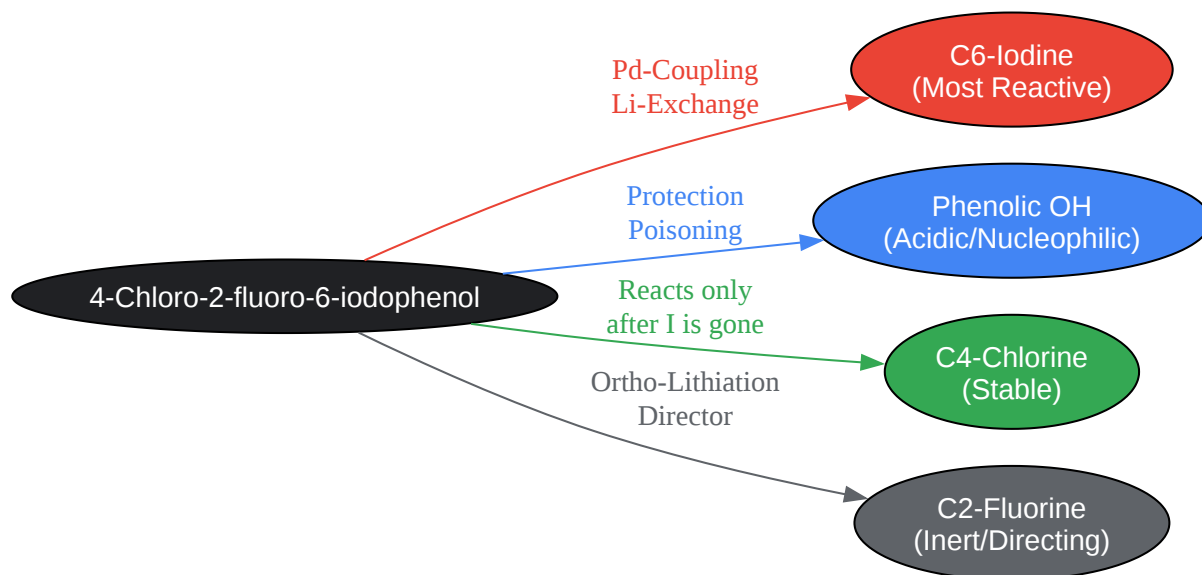 4-Chloro-2-fluoro-6-iodophenol
Pd-Coupling
Li-Exchange
C6-Iodine
(Most Reactive)
Protection
Poisoning
Phenolic OH
(Acidic/Nucleophilic)
Reacts only
after I is gone
C4-Chlorine
(Stable)
Ortho-Lithiation
Director
C2-Fluorine
(Inert/Directing)